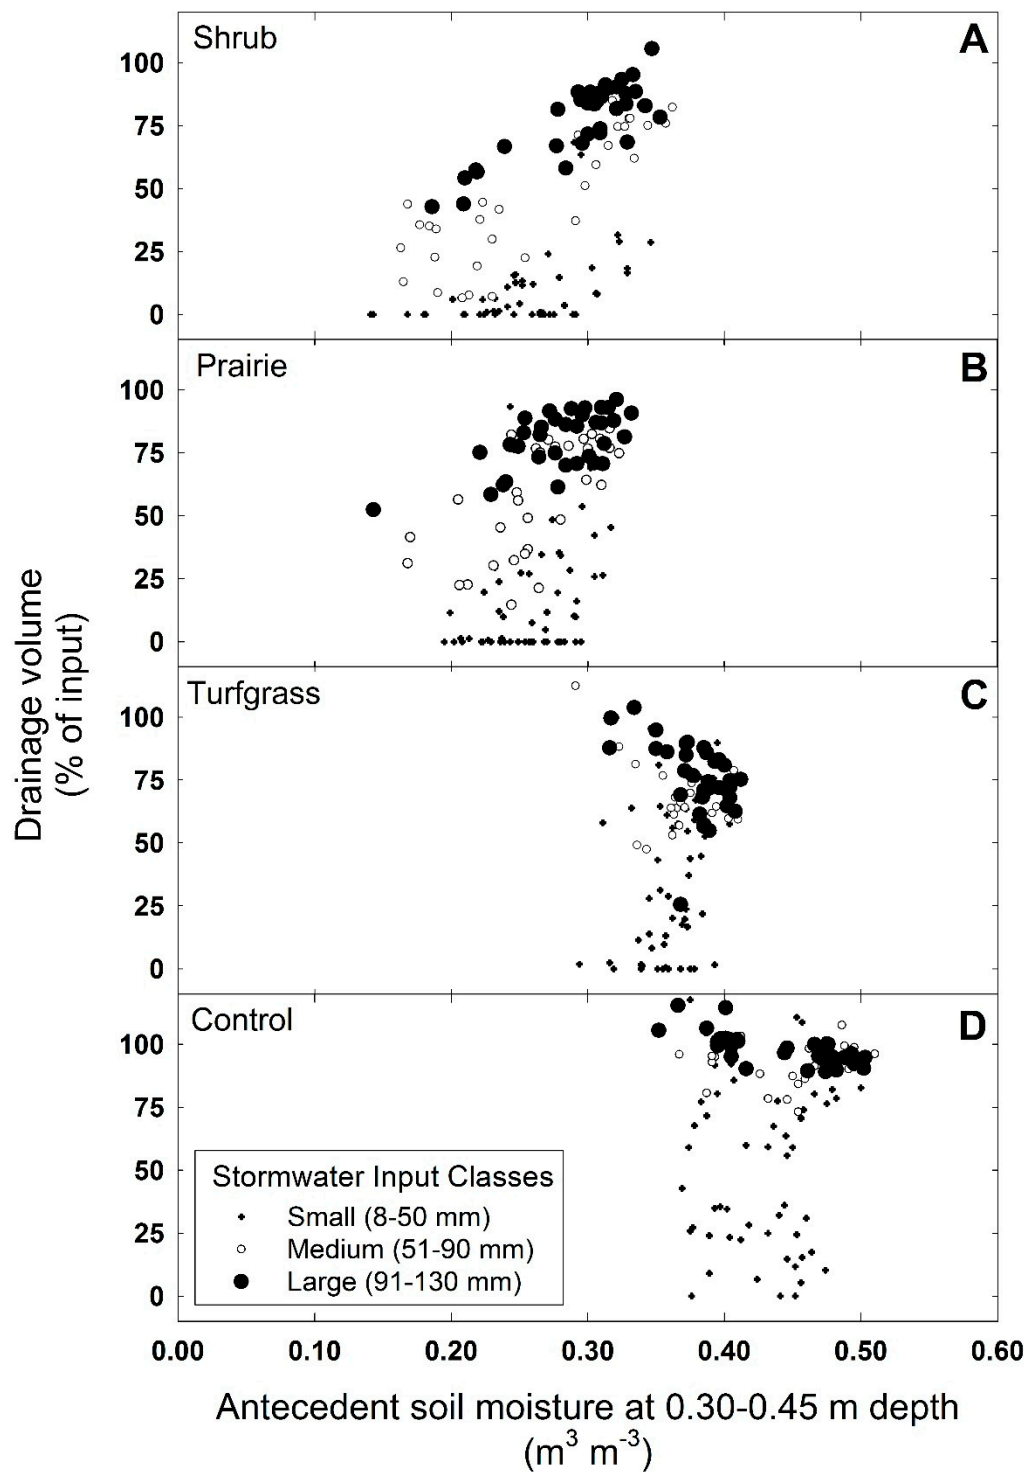 Shrub
A
100
75
50
25
0
Prairie
B
100
75
50
25
0
Turfgrass
C
100
75
50
25
0
Control
D
100
75
50
25
0
Stormwater Input Classes
Small (8-50 mm)
Medium (51-90 mm)
Large (91-130 mm)
Drainage volume
(% of input)
0.00 0.10 0.20 0.30 0.40 0.50 0.60
Antecedent soil moisture at 0.30-0.45 m depth
(m³ m⁻³)